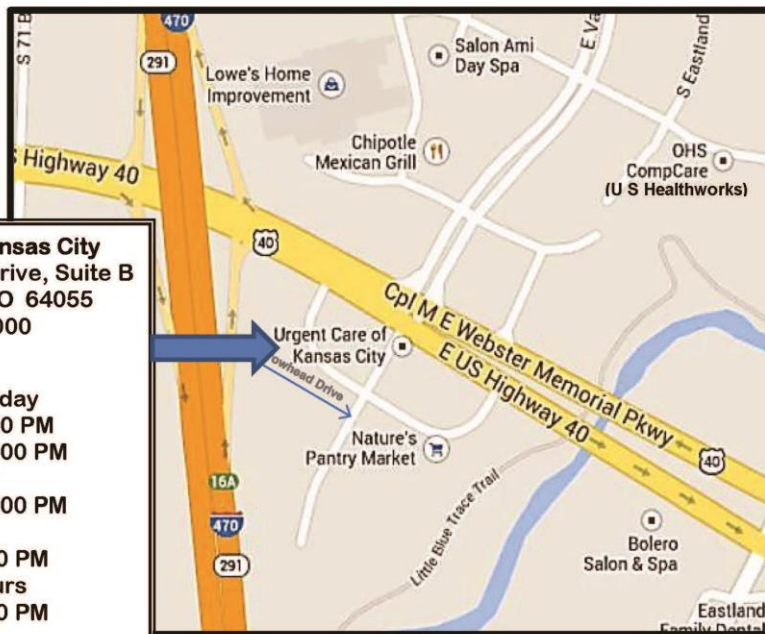 470
S 71 B
291
Lowe's Home
Improvement
Salon Ami
Day Spa
E Va
S Eastland
Chipotle
Mexican Grill
OHS
CompCare
(U S Healthworks)
S Highway 40
40
nsas City
rive, Suite B
O 64055
000
day
0 PM
:00 PM
00 PM
0 PM
urs
0 PM
Cpl M E Webster Memorial Pkwy
E US Highway 40
Urgent Care of
Kansas City
owhead Drive
Nature's
Pantry Market
40
16A
470
291
Little Blue Trace Trail
Bolero
Salon & Spa
Eastland
Family Dental